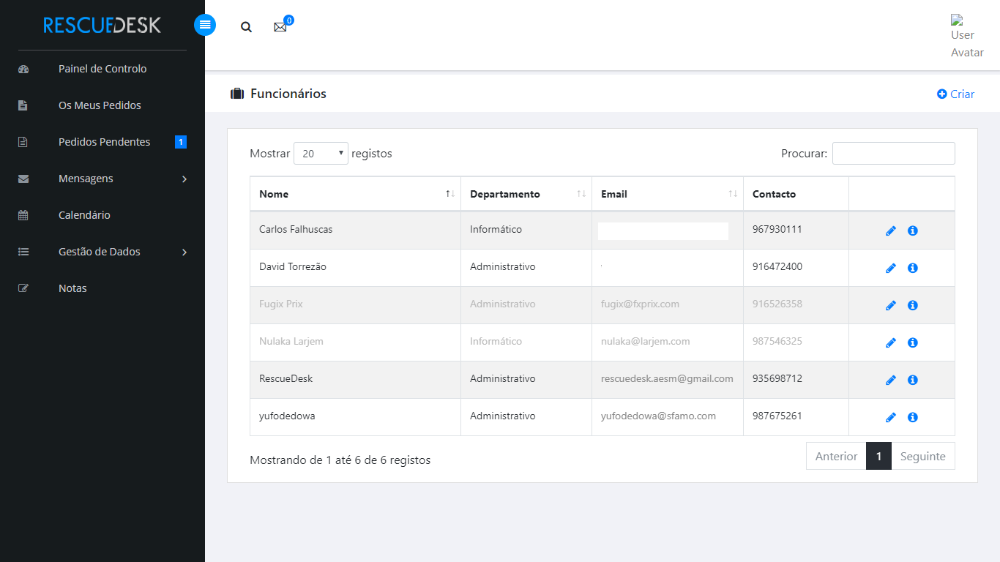 RESCUEDESK
0
User
Avatar
Painel de Controlo
Os Meus Pedidos
Pedidos Pendentes 1
Mensagens
Calendário
Gestão de Dados
Notas
Funcionários
Criar
Mostrar 20 registos
Procurar:
Nome Departamento Email Contacto
Carlos Falhuscas Informático 967930111
David Torrezão Administrativo 916472400
Fugix Prix Administrativo fugix@fxprix.com 916526358
Nulaka Larjem Informático nulaka@larjem.com 987546325
RescueDesk Administrativo rescuedesk.aesm@gmail.com 935698712
yufodedowa Administrativo yufodedowa@sfamo.com 987675261
Mostrando de 1 até 6 de 6 registos
Anterior 1 Seguinte